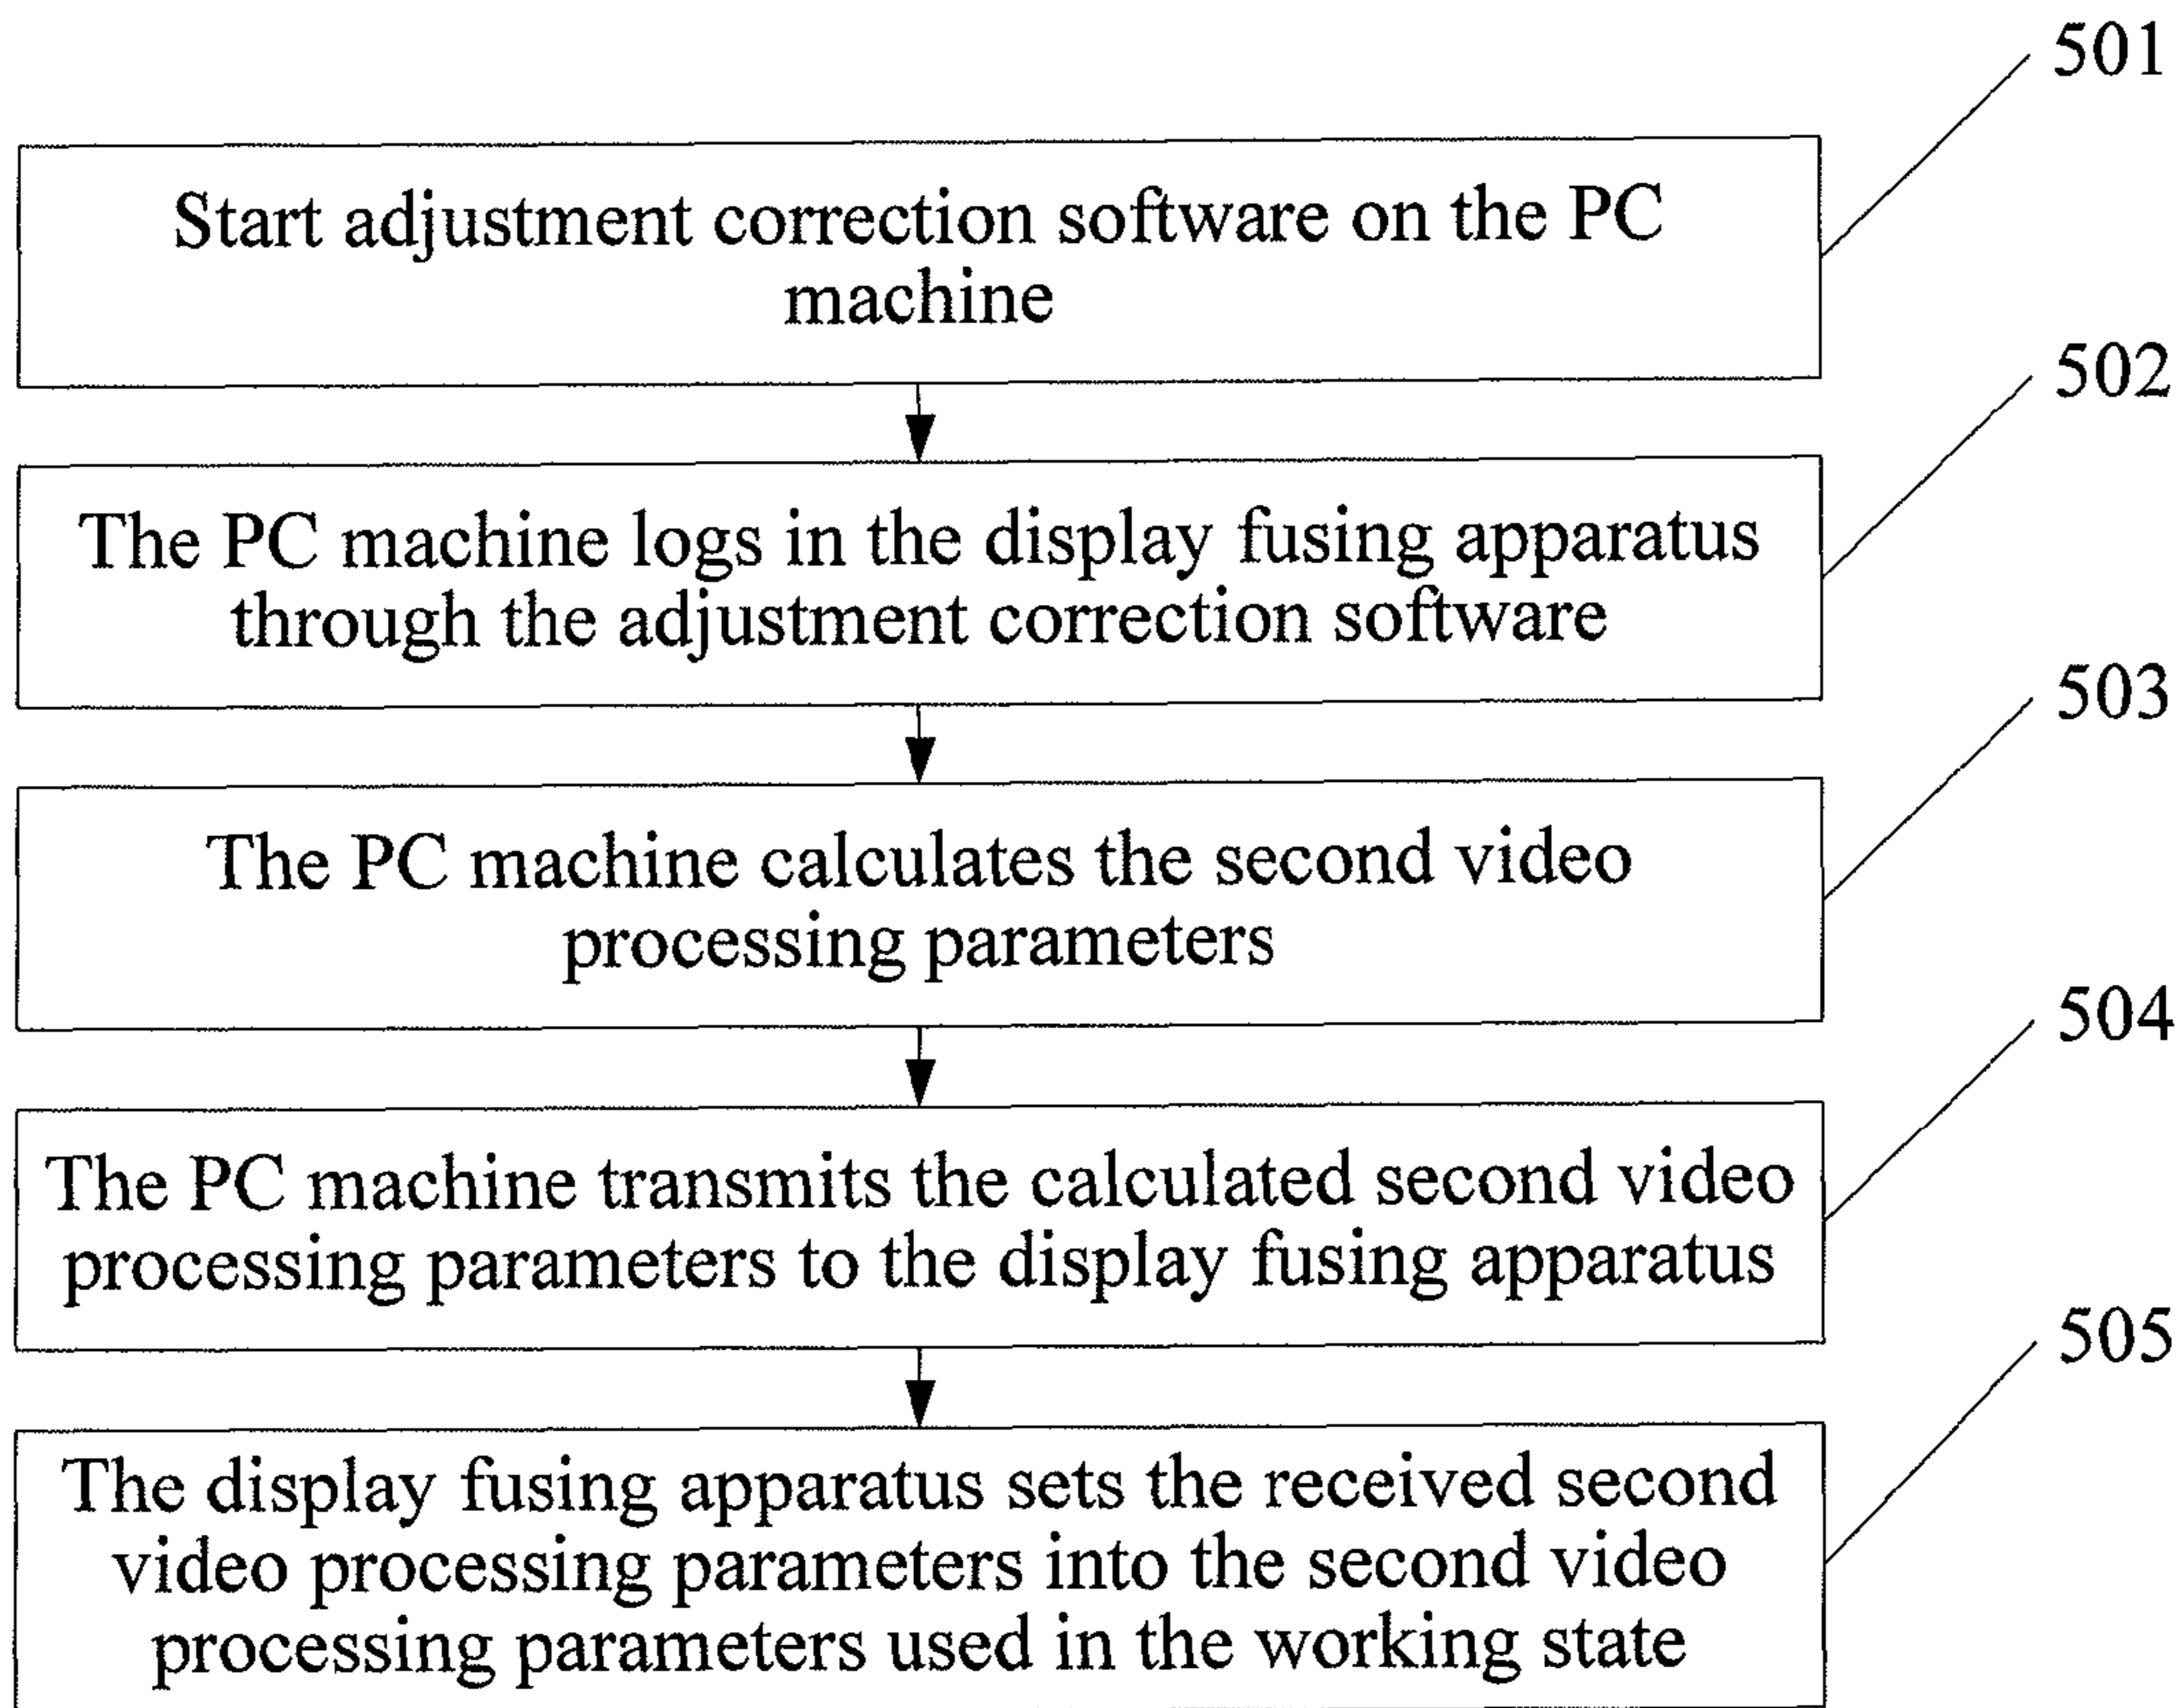 501
Start adjustment correction software on the PC
machine
502
The PC machine logs in the display fusing apparatus
through the adjustment correction software
503
The PC machine calculates the second video
processing parameters
504
The PC machine transmits the calculated second video
processing parameters to the display fusing apparatus
505
The display fusing apparatus sets the received second
video processing parameters into the second video
processing parameters used in the working state